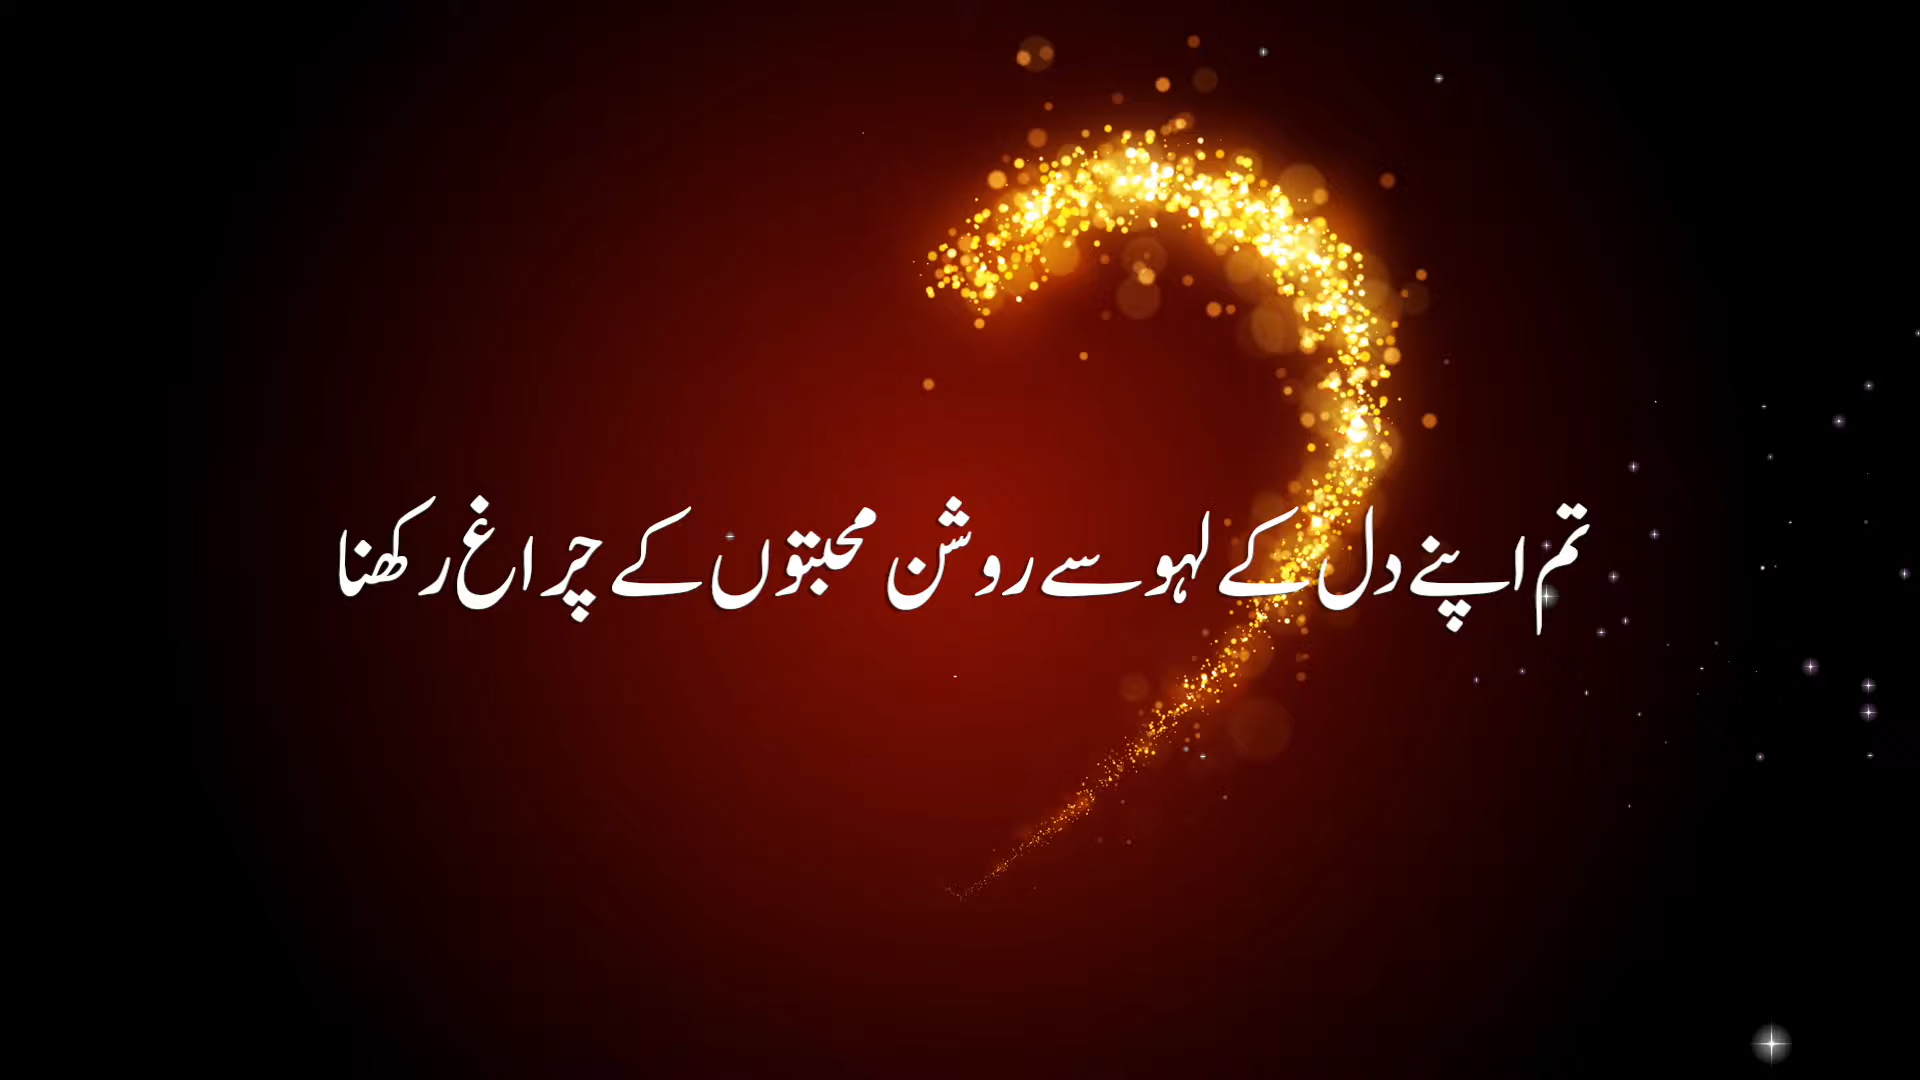 تم اپنے دل کے لہو سے روشن محبتوں کے چراغ رکھنا